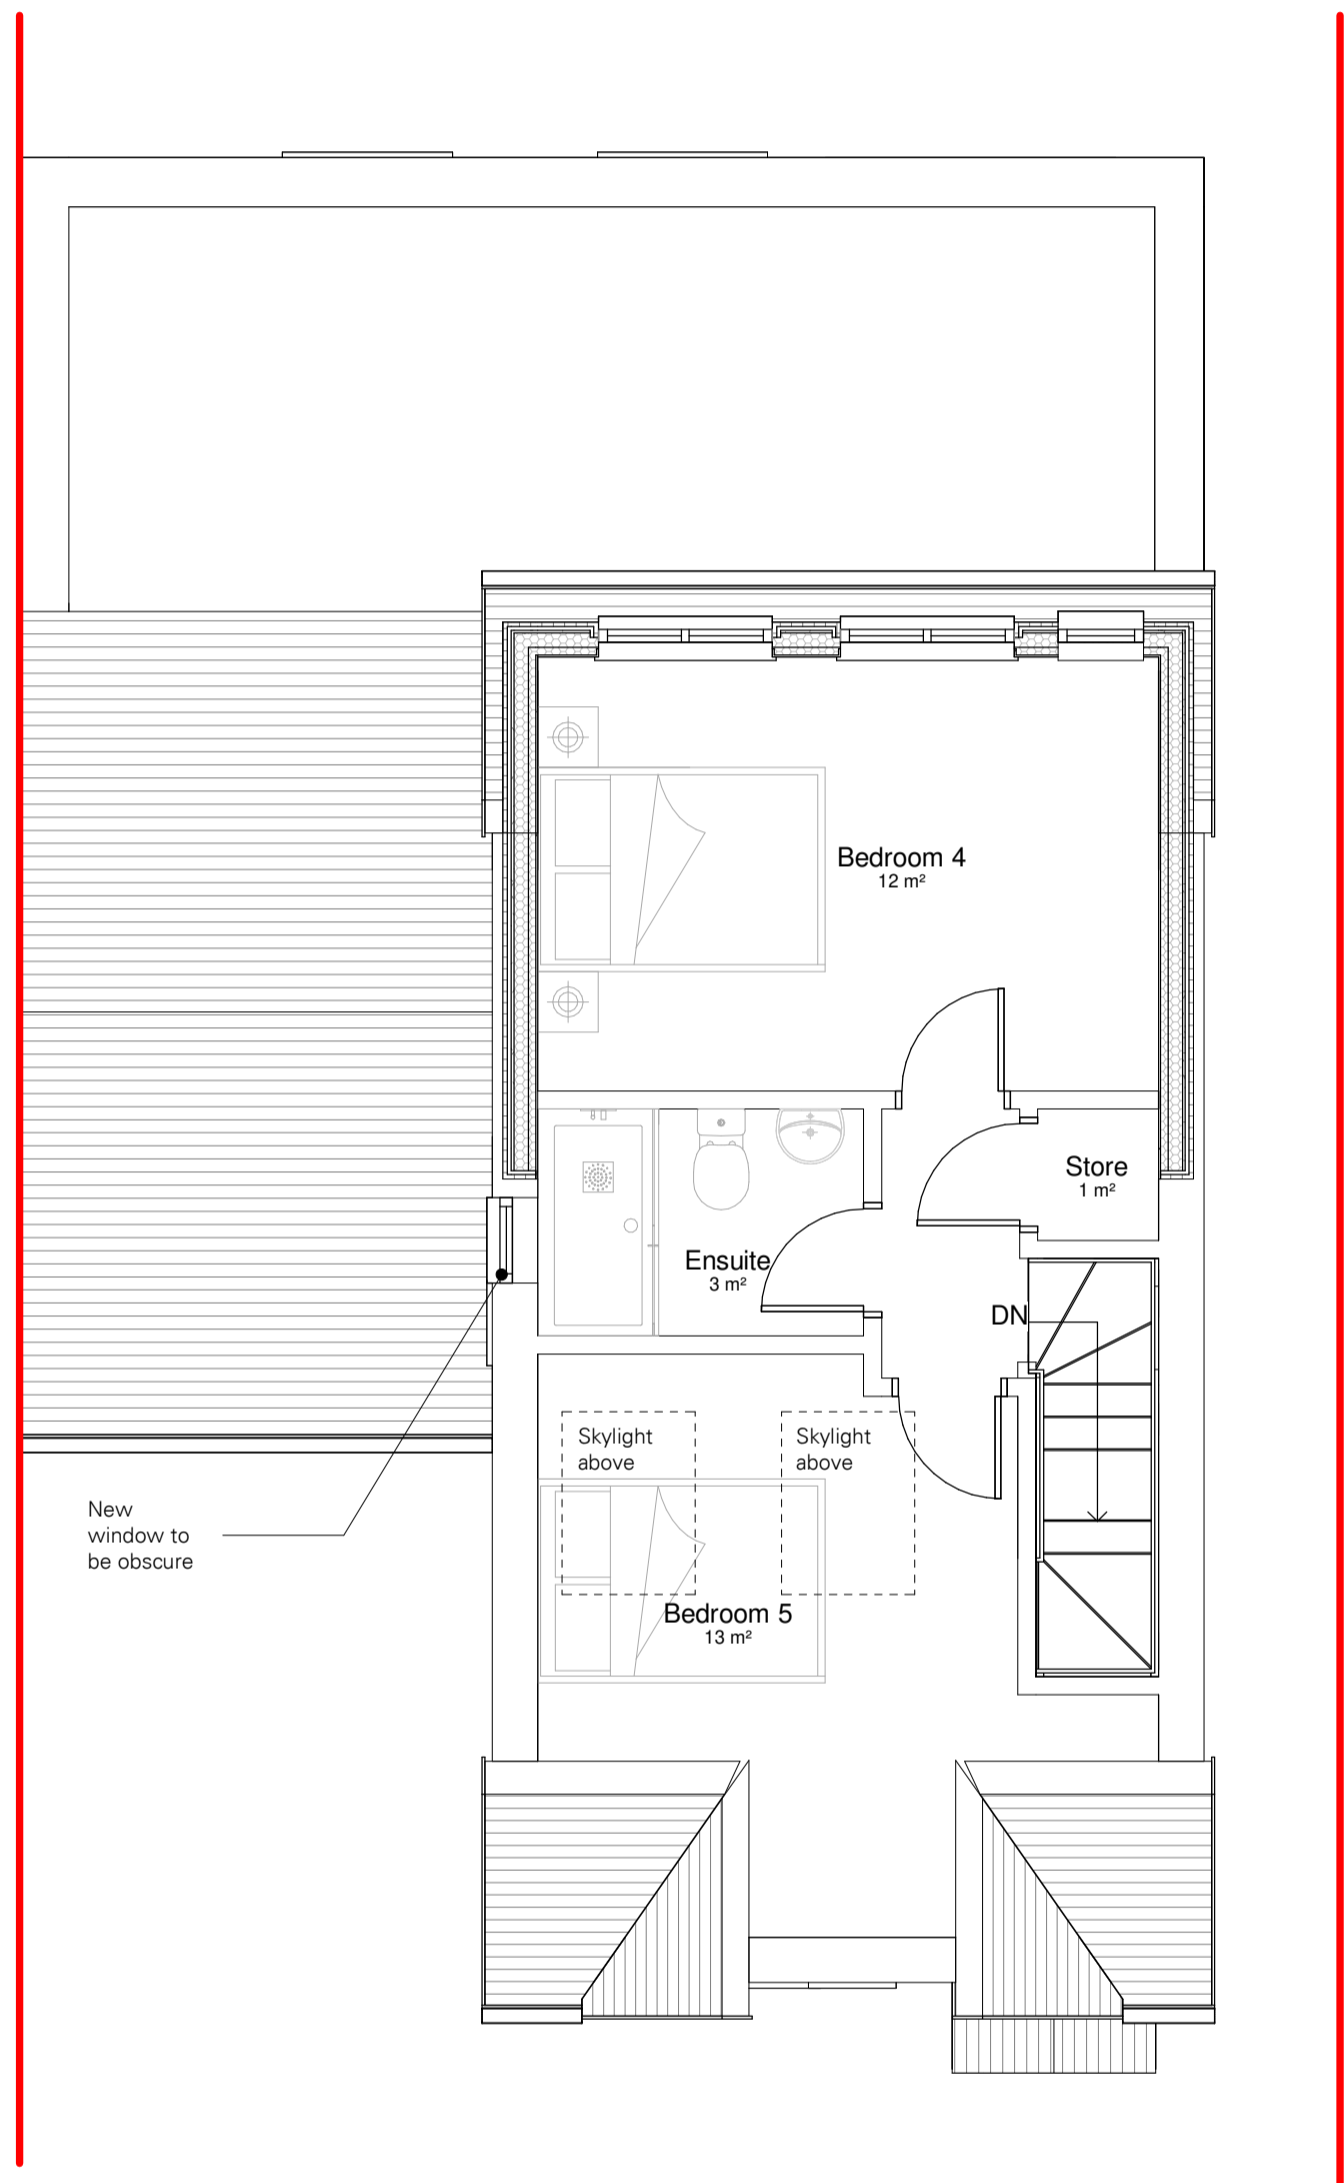 Bedroom 4
12 m²
Store
1 m²
Ensuite
3 m²
DN
Skylight
above
Skylight
above
New
window to
be obscure
Bedroom 5
13 m²